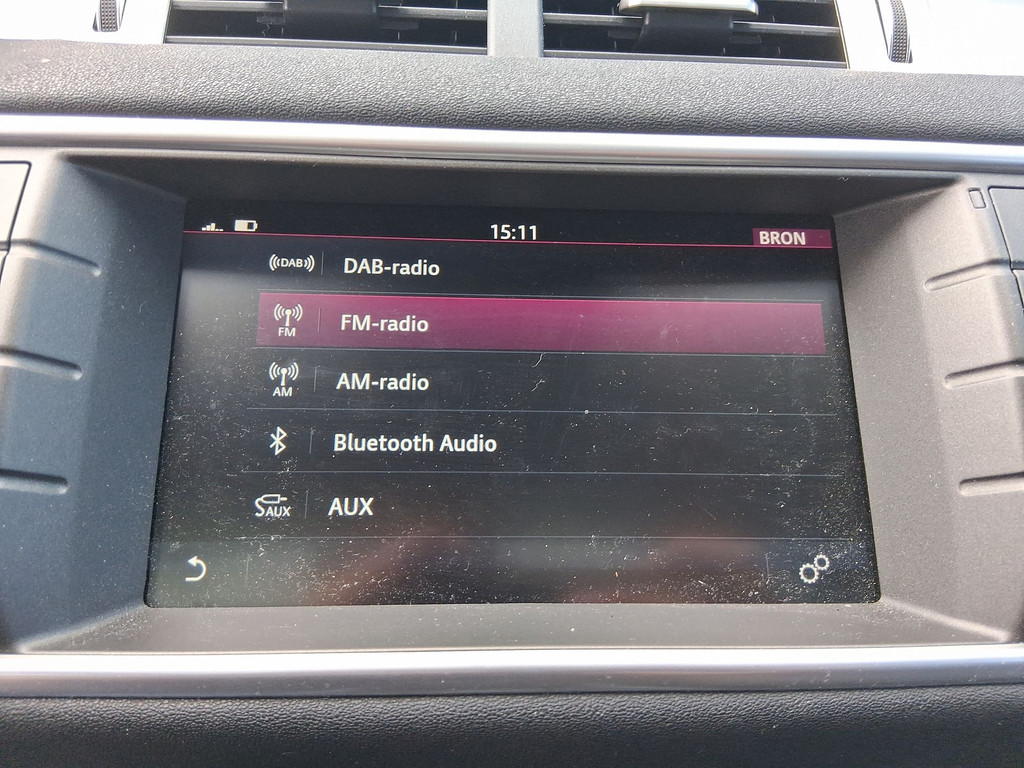 15:11
BRON
DAB DAB-radio
FM FM-radio
AM AM-radio
Bluetooth Audio
AUX AUX